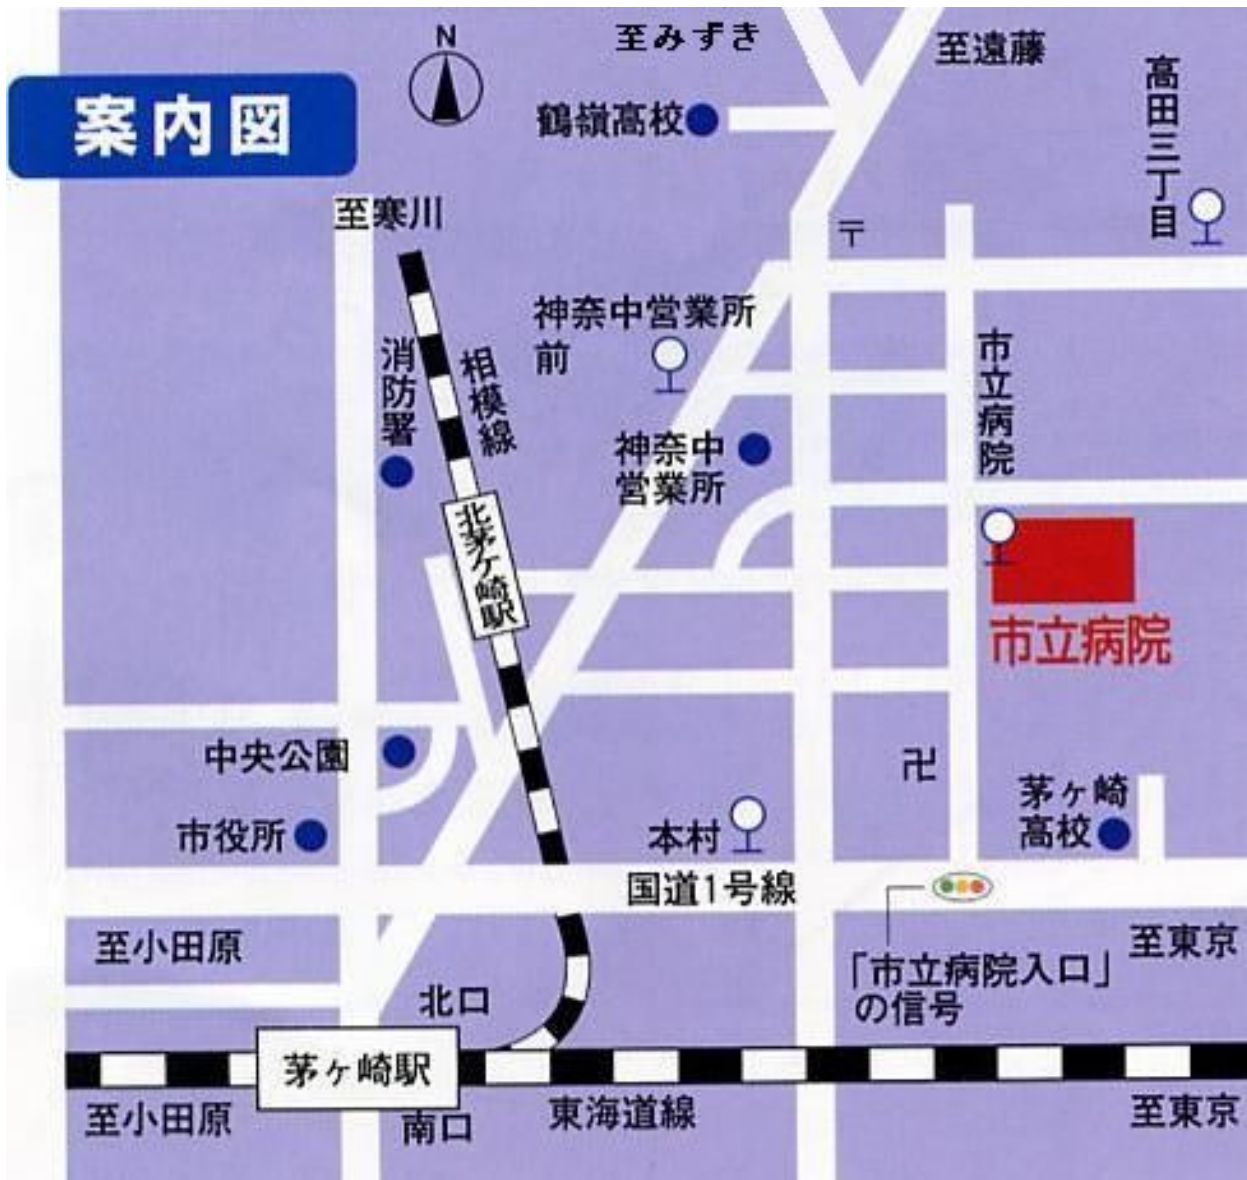 案内図
N
至みずき
至遠藤
高田三丁目
鶴嶺高校
至寒川
〒
神奈中営業所
前
消防署
相模線
市立病院
神奈中
営業所
北茅ケ崎駅
市立病院
中央公園
卍
茅ヶ崎
高校
市役所
本村
国道1号線
至小田原
至東京
「市立病院入口」
の信号
北口
茅ヶ崎駅
至小田原
南口
東海道線
至東京